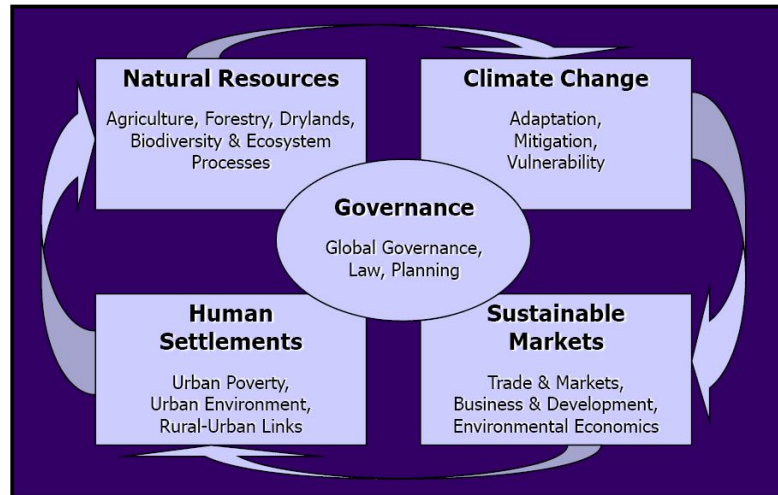 Natural Resources
Agriculture, Forestry, Drylands,
Biodiversity & Ecosystem
Processes
Climate Change
Adaptation,
Mitigation,
Vulnerability
Governance
Global Governance,
Law, Planning
Human
Settlements
Urban Poverty,
Urban Environment,
Rural-Urban Links
Sustainable
Markets
Trade & Markets,
Business & Development,
Environmental Economics